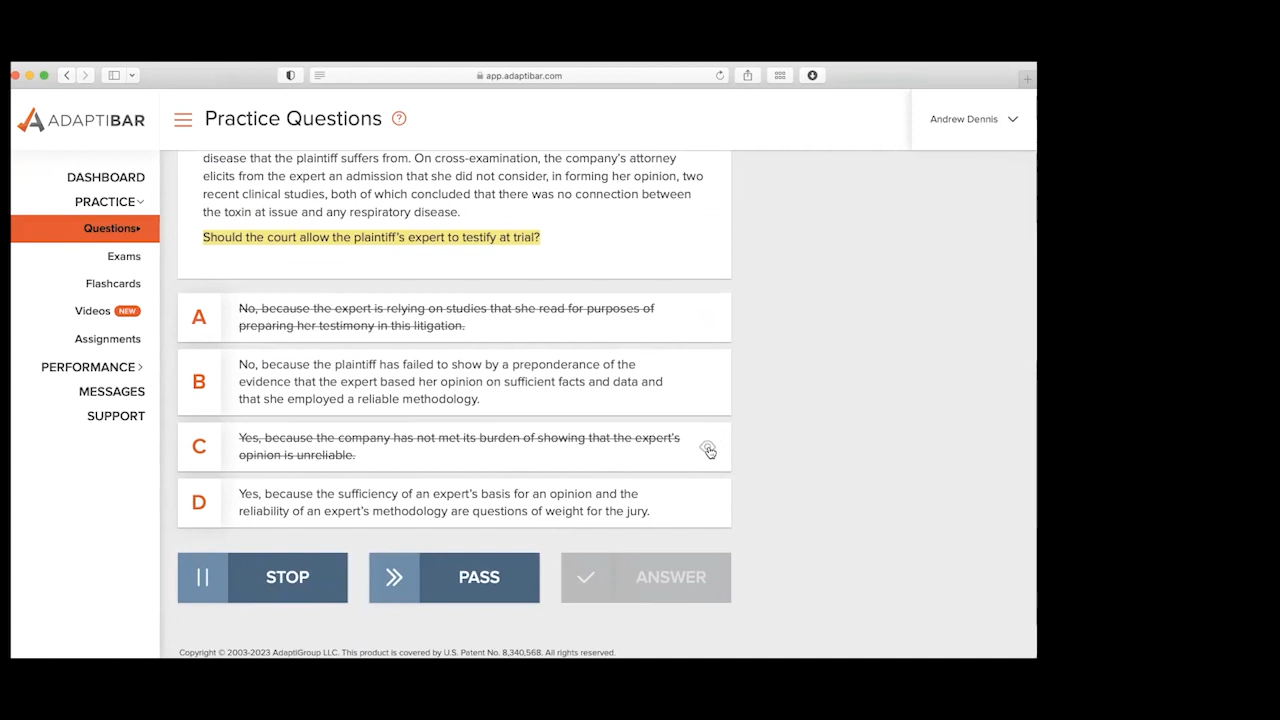 app.adaptibar.com
ADAPTIBAR
Practice Questions ?
Andrew Dennis
DASHBOARD
PRACTICE
Questions
Exams
Flashcards
Videos NEW
Assignments
PERFORMANCE
MESSAGES
SUPPORT
disease that the plaintiff suffers from. On cross-examination, the company's attorney
elicits from the expert an admission that she did not consider, in forming her opinion, two
recent clinical studies, both of which concluded that there was no connection between
the toxin at issue and any respiratory disease.
Should the court allow the plaintiff's expert to testify at trial?
A
No, because the expert is relying on studies that she read for purposes of
preparing her testimony in this litigation.
B
No, because the plaintiff has failed to show by a preponderance of the
evidence that the expert based her opinion on sufficient facts and data and
that she employed a reliable methodology.
C
Yes, because the company has not met its burden of showing that the expert's
opinion is unreliable.
D
Yes, because the sufficiency of an expert's basis for an opinion and the
reliability of an expert's methodology are questions of weight for the jury.
STOP
PASS
ANSWER
Copyright © 2003-2023 AdaptiGroup LLC. This product is covered by U.S. Patent No. 8,340,568. All rights reserved.